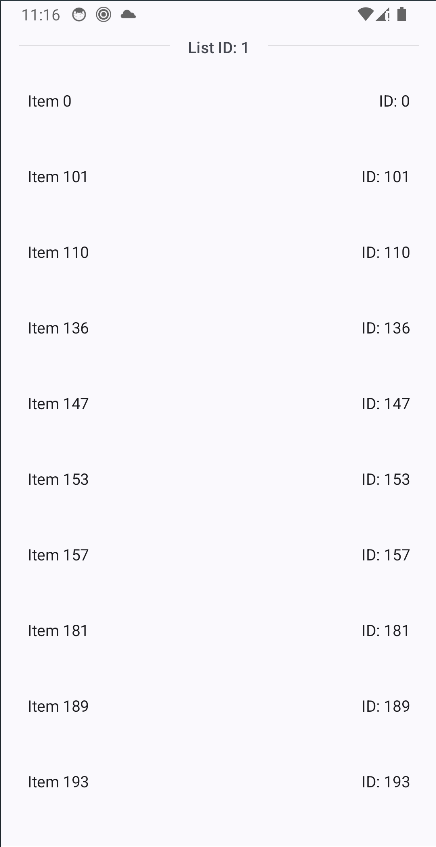 11:16
List ID: 1
Item 0 ID: 0
Item 101 ID: 101
Item 110 ID: 110
Item 136 ID: 136
Item 147 ID: 147
Item 153 ID: 153
Item 157 ID: 157
Item 181 ID: 181
Item 189 ID: 189
Item 193 ID: 193